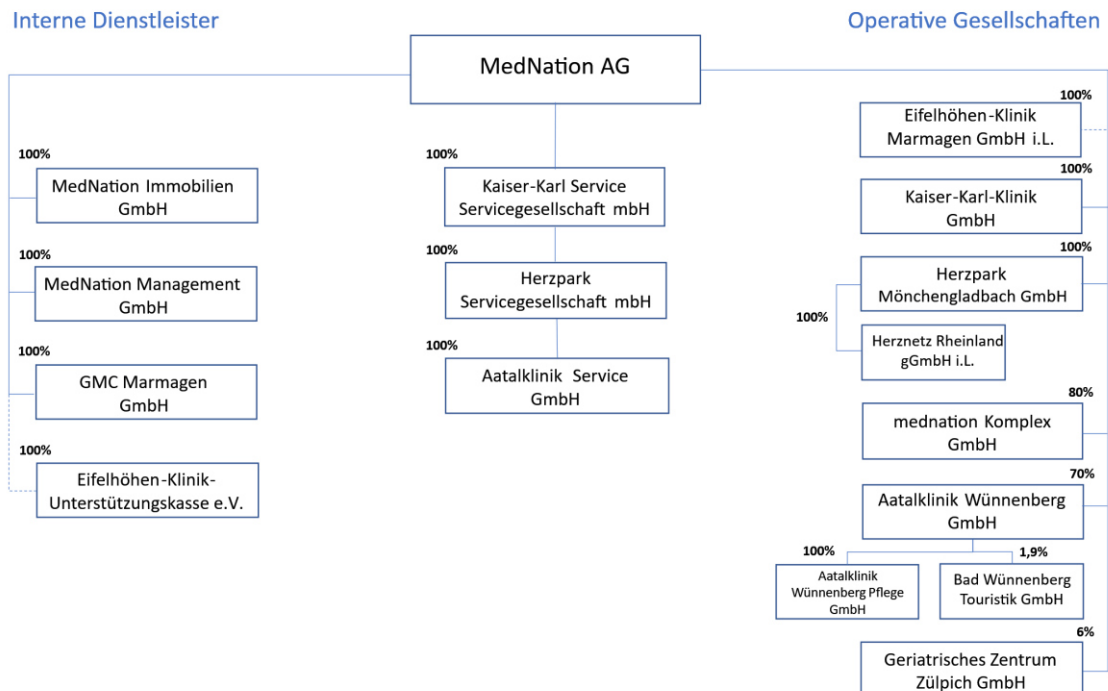 Interne Dienstleister
Operative Gesellschaften
MedNation AG
100%
MedNation Immobilien
GmbH
100%
MedNation Management
GmbH
100%
GMC Marmagen
GmbH
100%
Eifelhöhen-Klinik-
Unterstützungskasse e.V.
100%
Kaiser-Karl Service
Servicegesellschaft mbH
100%
Herzpark
Servicegesellschaft mbH
100%
Aatalklinik Service
GmbH
100%
Eifelhöhen-Klinik
Marmagen GmbH i.L.
100%
Kaiser-Karl-Klinik
GmbH
100%
Herzpark
Mönchengladbach GmbH
100%
Herznetz Rheinland
gGmbH i.L.
80%
mednation Komplex
GmbH
70%
Aatalklinik Wünnenberg
GmbH
100%
Aatalklinik
Wünnenberg Pflege
GmbH
1,9%
Bad Wünnenberg
Touristik GmbH
6%
Geriatrisches Zentrum
Zülpich GmbH